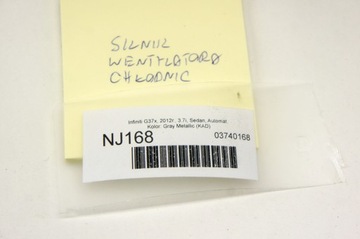 SILNIK
WENTYLATORA
CHŁODNIC
Infiniti G37x, 2012r., 3.7i, Sedan, Automat.
Kolor: Gray Metallic (KAD)
NJ168
03740168